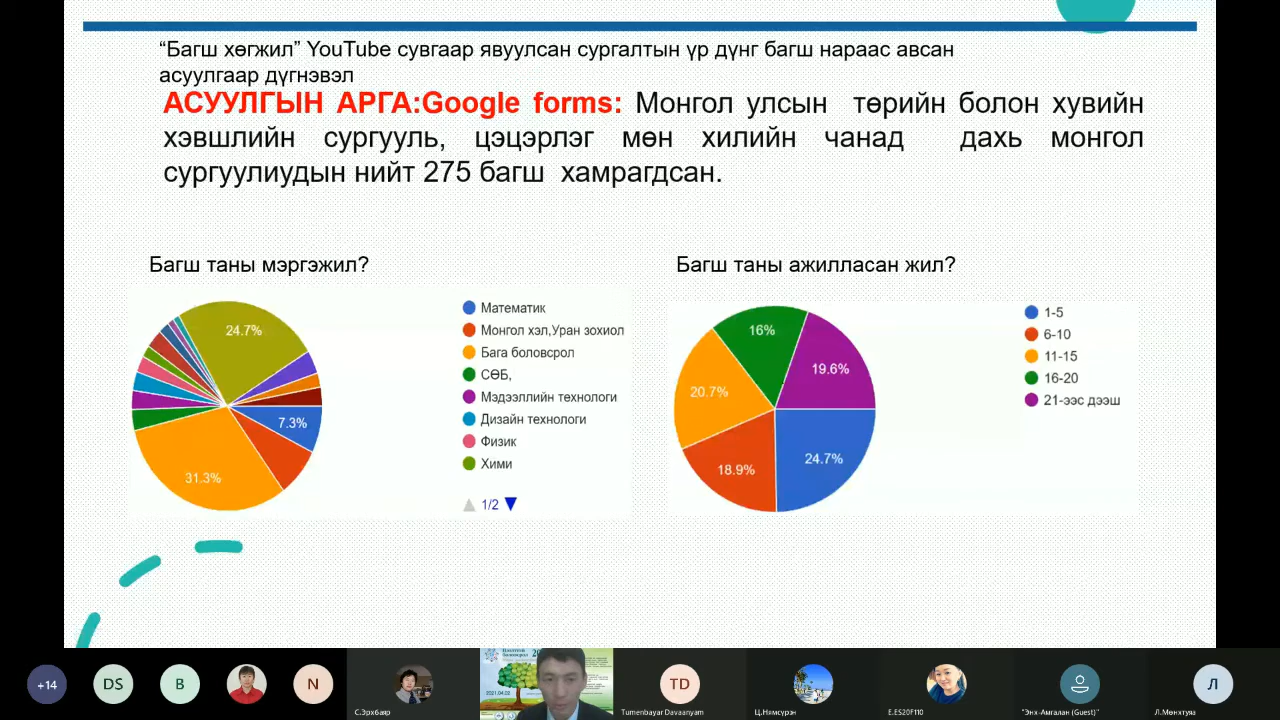 “Багш хөгжил” YouTube сувгаар явуулсан сургалтын үр дүнг багш нараас авсан
асуулгаар дүгнэвэл
АСУУЛГЫН АРГА:Google forms: Монгол улсын төрийн болон хувийн
хэвшлийн сургууль, цэцэрлэг мөн хилийн чанад дахь монгол
сургуулиудын нийт 275 багш хамрагдсан.
Багш таны мэргэжил?
24.7%
7.3%
31.3%
Математик
Монгол хэл,Уран зохиол
Бага боловсрол
СӨБ,
Мэдээллийн технологи
Дизайн технологи
Физик
Хими
1/2
Багш таны ажилласан жил?
16%
19.6%
20.7%
18.9%
24.7%
1-5
6-10
11-15
16-20
21-ээс дээш
+14
DS
B
N
С.Эрхбаяр
2021.04.22
TD
Tumenbayar Davaanyam
Ц.Нямсүрэн
E.ES20F110
"Энх-Амгалан (Guest)"
Л
Л.Мөнхтуяа